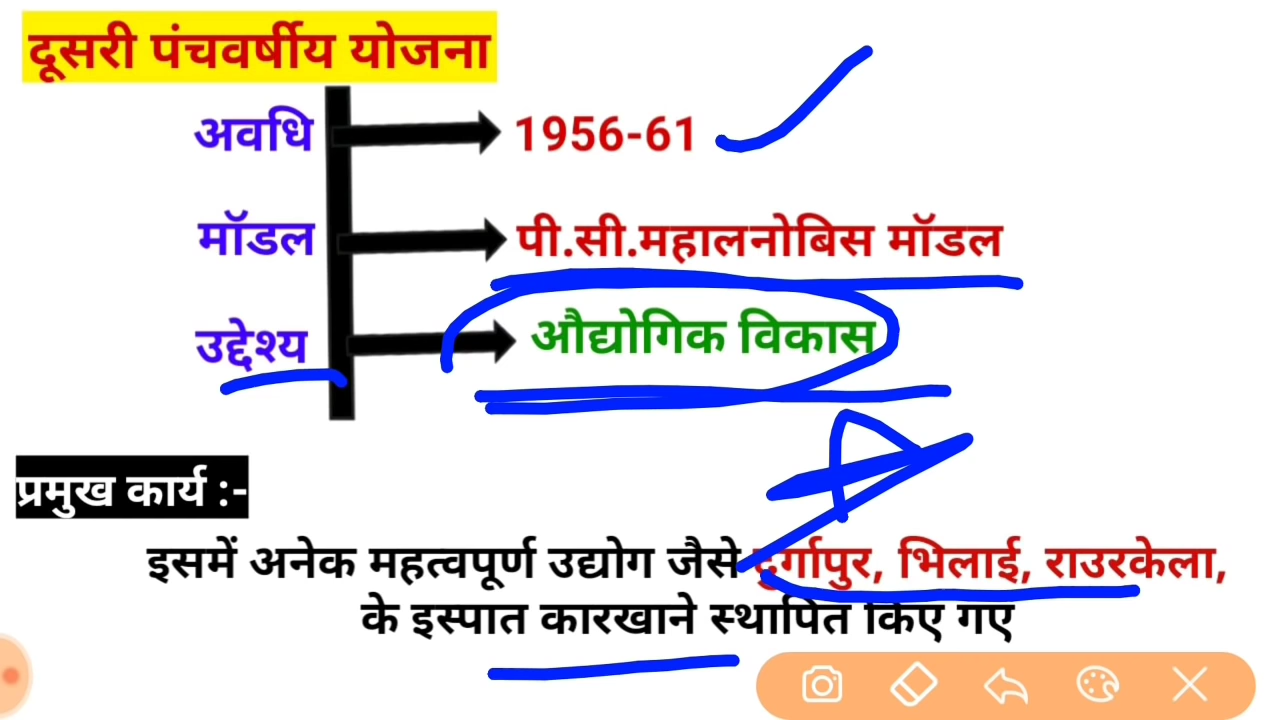 दूसरी पंचवर्षीय योजना
अवधि 1956-61
मॉडल पी.सी.महालनोबिस मॉडल
उद्देश्य औद्योगिक विकास
प्रमुख कार्य :-
इसमें अनेक महत्वपूर्ण उद्योग जैसे दुर्गापुर, भिलाई, राउरकेला,
के इस्पात कारखाने स्थापित किए गए